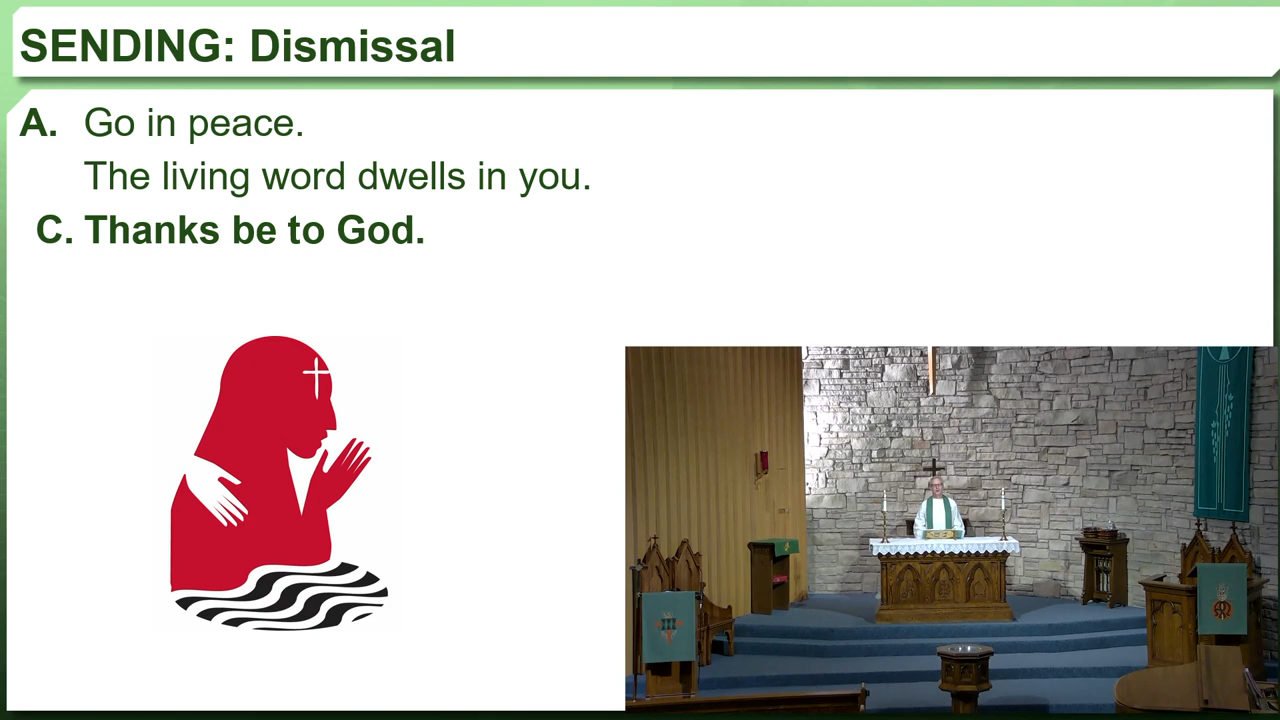 SENDING: Dismissal
A. Go in peace.
The living word dwells in you.
C. Thanks be to God.